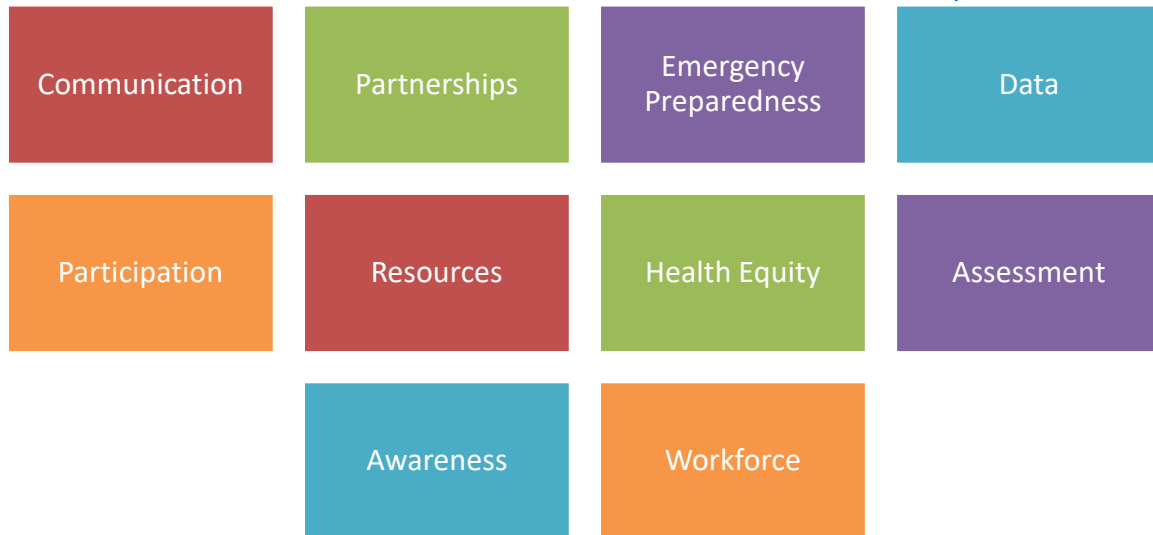 Communication
Partnerships
Emergency
Preparedness
Data
Participation
Resources
Health Equity
Assessment
Awareness
Workforce